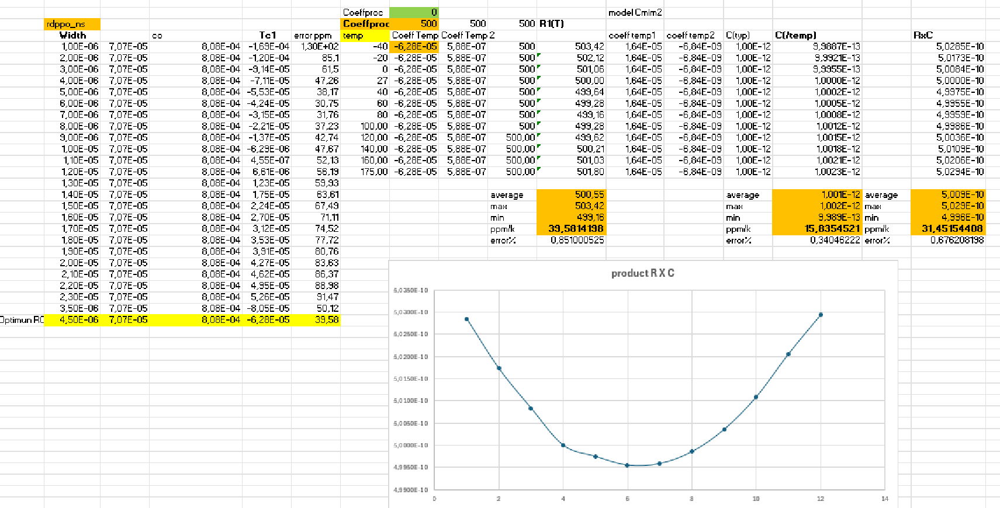 Coeffproc 0 model Cmim2
rdppo_ns Coeffproc 500 500 500 R1(T)
Width co Tc1 error ppm temp Coeff Temp Coeff Temp 2 coeff temp1 coeff temp2 C(typ) C(/temp) RxC
1,00E-06 7,07E-05 8,08E-04 -1,69E-04 1,30E+02 -40 -6,28E-05 5,88E-07 500 503,42 1,64E-05 -6,84E-09 1,00E-12 9,9887E-13 5,0285E-10
2,00E-06 7,07E-05 8,08E-04 -1,20E-04 85,1 -20 -6,28E-05 5,88E-07 500 502,12 1,64E-05 -6,84E-09 1,00E-12 9,9921E-13 5,0173E-10
3,00E-06 7,07E-05 8,08E-04 -9,14E-05 61,5 0 -6,28E-05 5,88E-07 500 501,06 1,64E-05 -6,84E-09 1,00E-12 9,9955E-13 5,0084E-10
4,00E-06 7,07E-05 8,08E-04 -7,11E-05 47,26 27 -6,28E-05 5,88E-07 500 500,00 1,64E-05 -6,84E-09 1,00E-12 1,0000E-12 5,0000E-10
5,00E-06 7,07E-05 8,08E-04 -5,53E-05 38,17 40 -6,28E-05 5,88E-07 500 499,64 1,64E-05 -6,84E-09 1,00E-12 1,0002E-12 4,9975E-10
6,00E-06 7,07E-05 8,08E-04 -4,24E-05 30,75 60 -6,28E-05 5,88E-07 500 499,28 1,64E-05 -6,84E-09 1,00E-12 1,0005E-12 4,9955E-10
7,00E-06 7,07E-05 8,08E-04 -3,15E-05 31,76 80 -6,28E-05 5,88E-07 500 499,16 1,64E-05 -6,84E-09 1,00E-12 1,0008E-12 4,9959E-10
8,00E-06 7,07E-05 8,08E-04 -2,21E-05 37,23 100,00 -6,28E-05 5,88E-07 500 499,28 1,64E-05 -6,84E-09 1,00E-12 1,0012E-12 4,9986E-10
9,00E-06 7,07E-05 8,08E-04 -1,37E-05 42,74 120,00 -6,28E-05 5,88E-07 500,00 499,62 1,64E-05 -6,84E-09 1,00E-12 1,0015E-12 5,0036E-10
1,00E-05 7,07E-05 8,08E-04 -6,29E-06 47,67 140,00 -6,28E-05 5,88E-07 500,00 500,21 1,64E-05 -6,84E-09 1,00E-12 1,0018E-12 5,0109E-10
1,10E-05 7,07E-05 8,08E-04 4,55E-07 52,13 160,00 -6,28E-05 5,88E-07 500,00 501,03 1,64E-05 -6,84E-09 1,00E-12 1,0021E-12 5,0206E-10
1,20E-05 7,07E-05 8,08E-04 6,61E-06 56,19 175,00 -6,28E-05 5,88E-07 500,00 501,80 1,64E-05 -6,84E-09 1,00E-12 1,0023E-12 5,0294E-10
1,30E-05 7,07E-05 8,08E-04 1,23E-05 59,93
1,40E-05 7,07E-05 8,08E-04 1,75E-05 63,61 average 500,55 average 1,001E-12 average 5,009E-10
1,50E-05 7,07E-05 8,08E-04 2,24E-05 67,49 max 503,42 max 1,002E-12 max 5,029E-10
1,60E-05 7,07E-05 8,08E-04 2,70E-05 71,11 min 499,16 min 9,989E-13 min 4,996E-10
1,70E-05 7,07E-05 8,08E-04 3,12E-05 74,52 ppm/k 39,5814198 ppm/k 15,8354521 ppm/k 31,45154408
1,80E-05 7,07E-05 8,08E-04 3,53E-05 77,72 error% 0,851000525 error% 0,34046222 error% 0,676208198
1,90E-05 7,07E-05 8,08E-04 3,91E-05 80,76
2,00E-05 7,07E-05 8,08E-04 4,27E-05 83,63
2,10E-05 7,07E-05 8,08E-04 4,62E-05 86,37
2,20E-05 7,07E-05 8,08E-04 4,95E-05 88,98
2,30E-05 7,07E-05 8,08E-04 5,26E-05 91,47
3,50E-06 7,07E-05 8,08E-04 -8,05E-05 50,12
Optimun RC 4,50E-06 7,07E-05 8,08E-04 -6,28E-05 39,58
product R X C
5,0350E-10
5,0300E-10
5,0250E-10
5,0200E-10
5,0150E-10
5,0100E-10
5,0050E-10
5,0000E-10
4,9950E-10
4,9900E-10
0 2 4 6 8 10 12 14